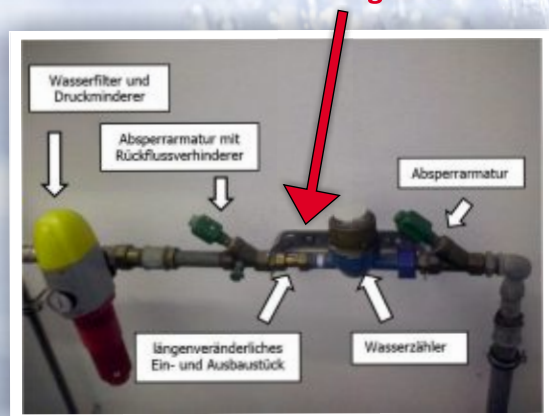 Wasserfilter und
Druckminderer
Absperrarmatur mit
Rückflussverhinderer
Absperrarmatur
längenveränderliches
Ein- und Ausbaustück
Wasserzähler